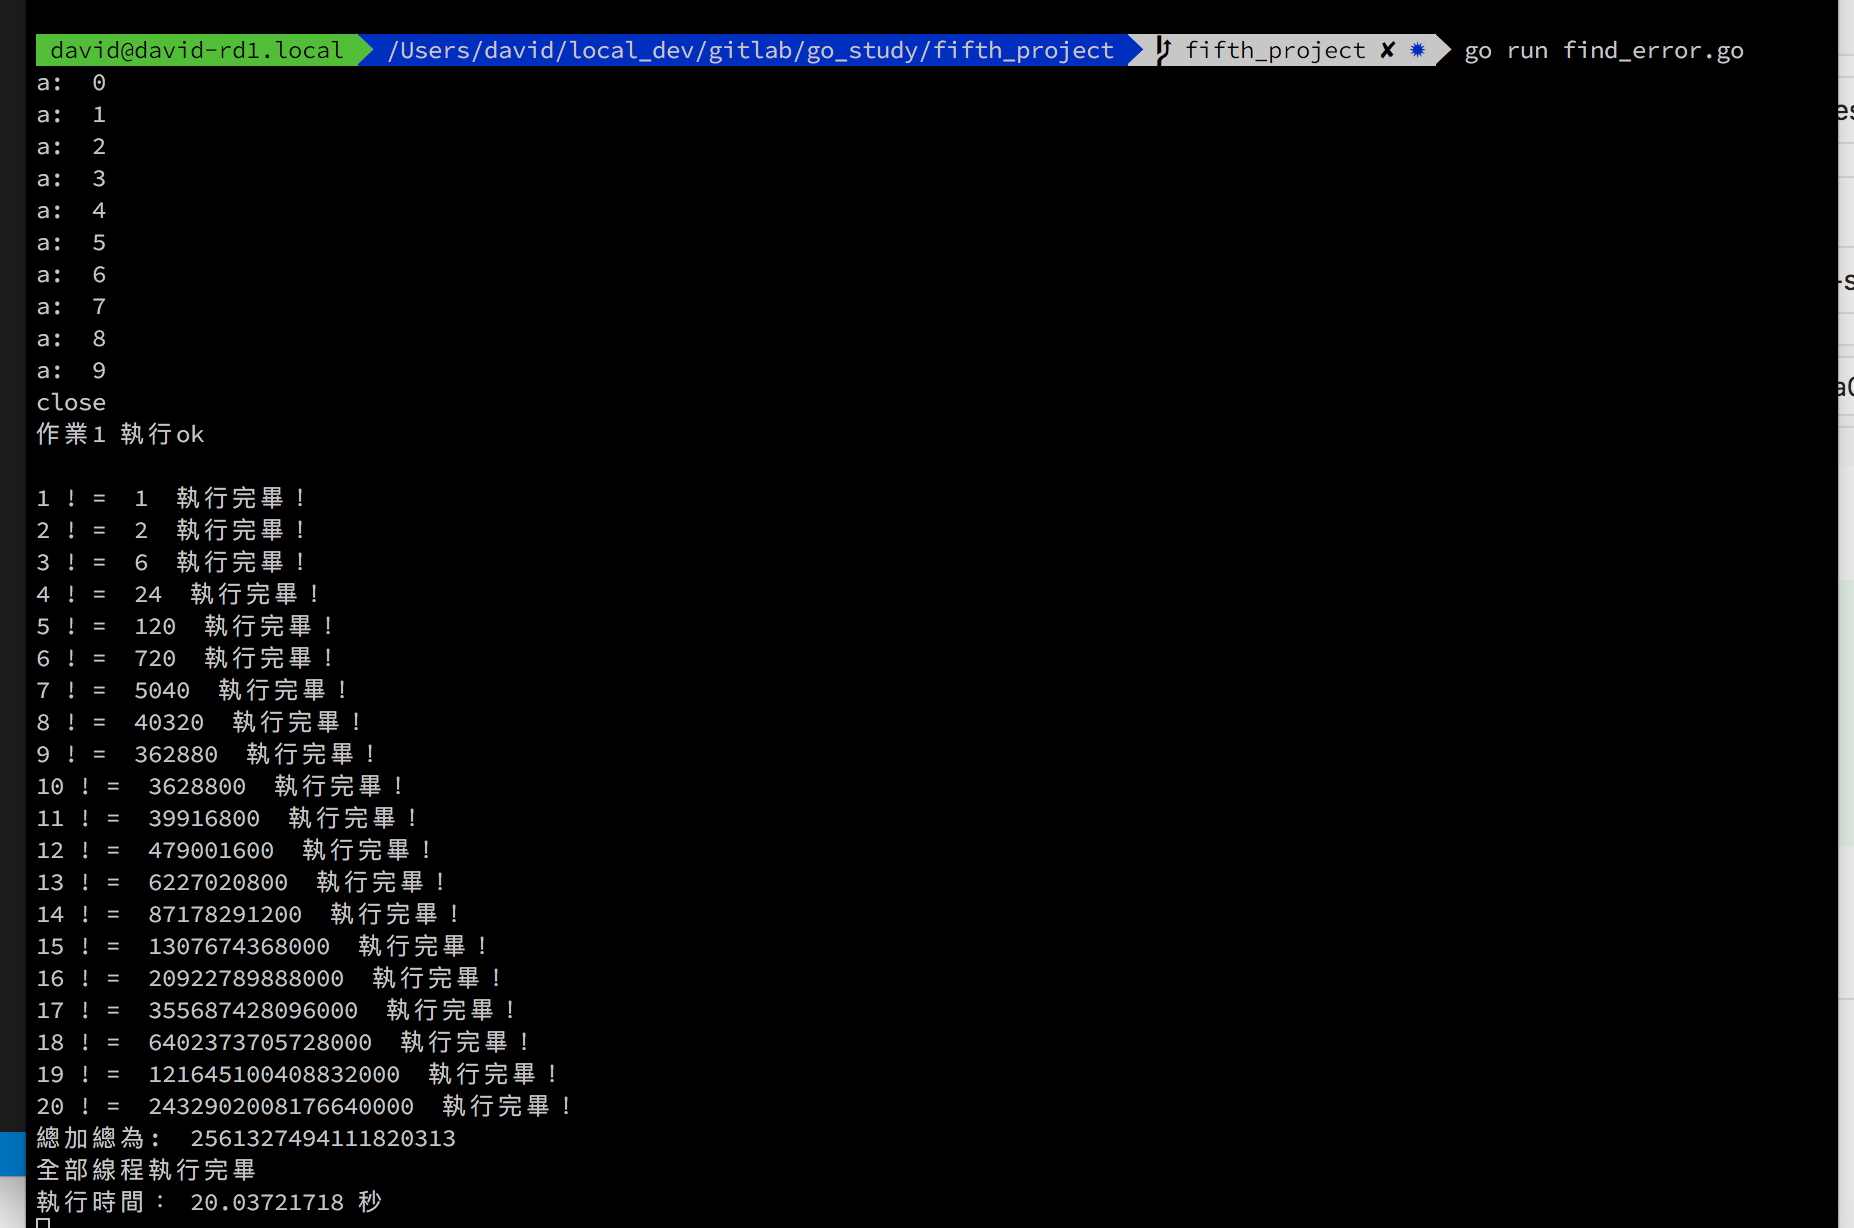 david@david-rd1.local /Users/david/local_dev/gitlab/go_study/fifth_project fifth_project ✘ ✹ go run find_error.go
a:  0
a:  1
a:  2
a:  3
a:  4
a:  5
a:  6
a:  7
a:  8
a:  9
close
作業1 執行ok
1 ! =  1  執行完畢！
2 ! =  2  執行完畢！
3 ! =  6  執行完畢！
4 ! =  24  執行完畢！
5 ! =  120  執行完畢！
6 ! =  720  執行完畢！
7 ! =  5040  執行完畢！
8 ! =  40320  執行完畢！
9 ! =  362880  執行完畢！
10 ! =  3628800  執行完畢！
11 ! =  39916800  執行完畢！
12 ! =  479001600  執行完畢！
13 ! =  6227020800  執行完畢！
14 ! =  87178291200  執行完畢！
15 ! =  1307674368000  執行完畢！
16 ! =  20922789888000  執行完畢！
17 ! =  355687428096000  執行完畢！
18 ! =  6402373705728000  執行完畢！
19 ! =  121645100408832000  執行完畢！
20 ! =  2432902008176640000  執行完畢！
總加總為:  2561327494111820313
全部線程執行完畢
執行時間： 20.03721718 秒